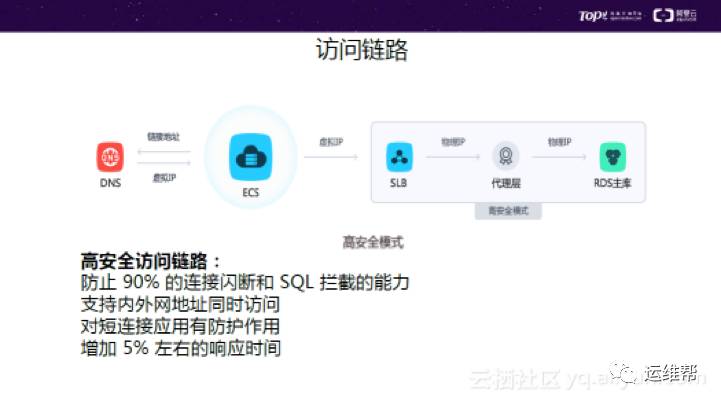 TOP!
阿里云
访问链路
链接地址
虚拟IP
物理IP
物理IP
DNS
DNS
虚拟IP
ECS
SLB
代理层
RDS主库
高安全模式
高安全模式
高安全访问链路：
防止 90% 的连接闪断和 SQL 拦截的能力
支持内外网地址同时访问
对短连接应用有防护作用
增加 5% 左右的响应时间
云栖社区 yq.aliyun.com
运维帮